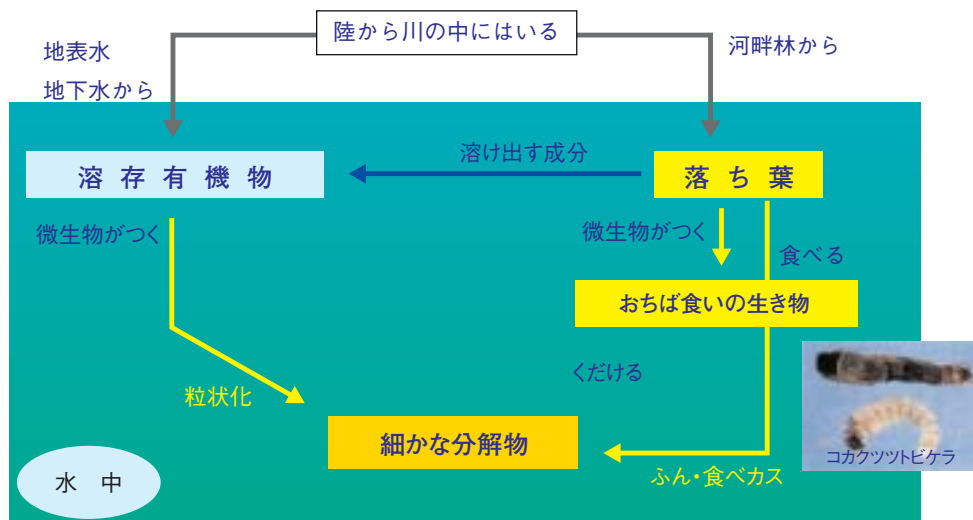 陸から川の中にはいる
地表水
地下水から
河畔林から
溶存有機物
溶け出す成分
落ち葉
微生物がつく
微生物がつく
食べる
おちば食いの生き物
くだける
粒状化
細かな分解物
ふん・食べカス
コカクツツトビケラ
水中